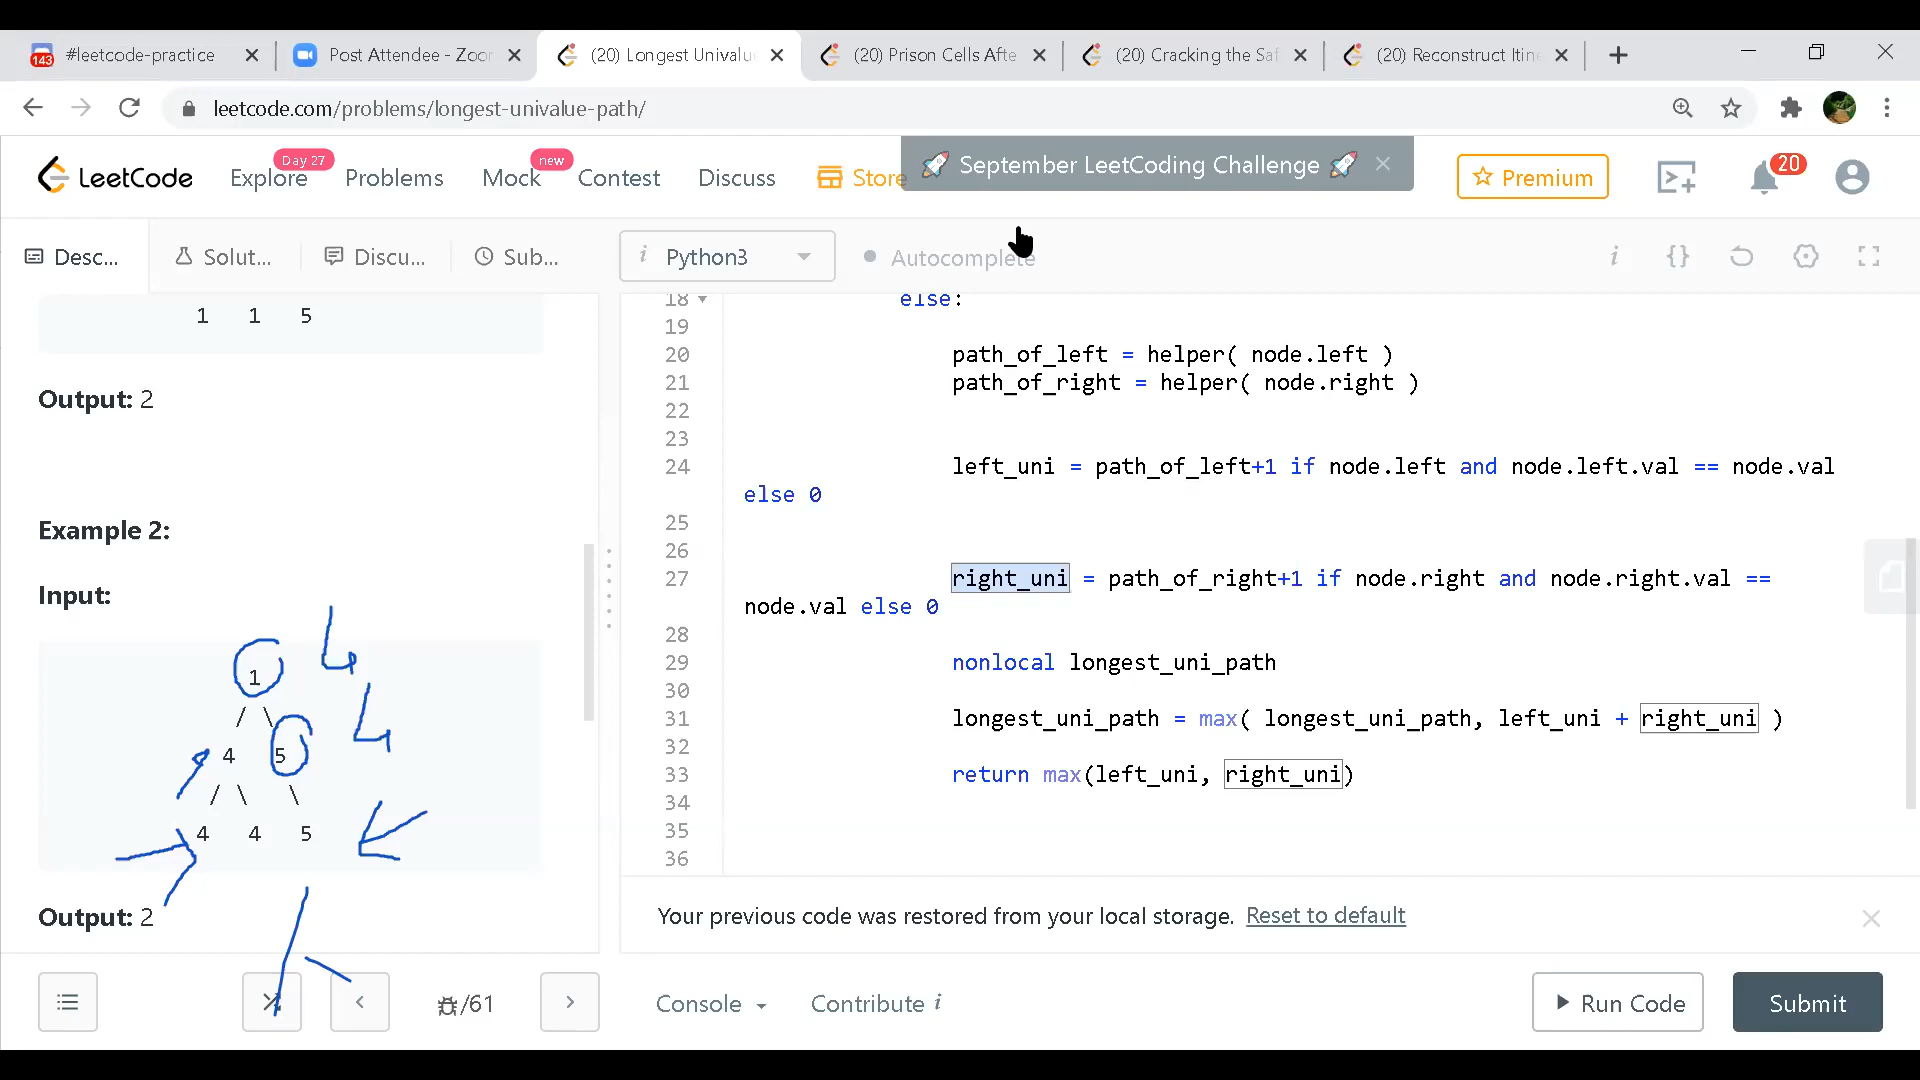 143 #leetcode-practice
Post Attendee - Zoor
(20) Longest Univalu
(20) Prison Cells Afte
(20) Cracking the Saf
(20) Reconstruct Itin
leetcode.com/problems/longest-univalue-path/
LeetCode
Explore
Day 27
Problems
Mock
new
Contest
Discuss
Store
🚀 September LeetCoding Challenge 🚀
Premium
20
Desc...
Solut...
Discu...
Sub...
i Python3
Autocomplete
i
{}
1 1 5
Output: 2
Example 2:
Input:
1
/ \
4 5
/ \ \
4 4 5
Output: 2
4
4
18 else:
19
20 path_of_left = helper( node.left )
21 path_of_right = helper( node.right )
22
23
24 left_uni = path_of_left+1 if node.left and node.left.val == node.val
else 0
25
26
27 right_uni = path_of_right+1 if node.right and node.right.val ==
node.val else 0
28
29 nonlocal longest_uni_path
30
31 longest_uni_path = max( longest_uni_path, left_uni + right_uni )
32
33 return max(left_uni, right_uni)
34
35
36
Your previous code was restored from your local storage. Reset to default
/61
Console
Contribute i
Run Code
Submit